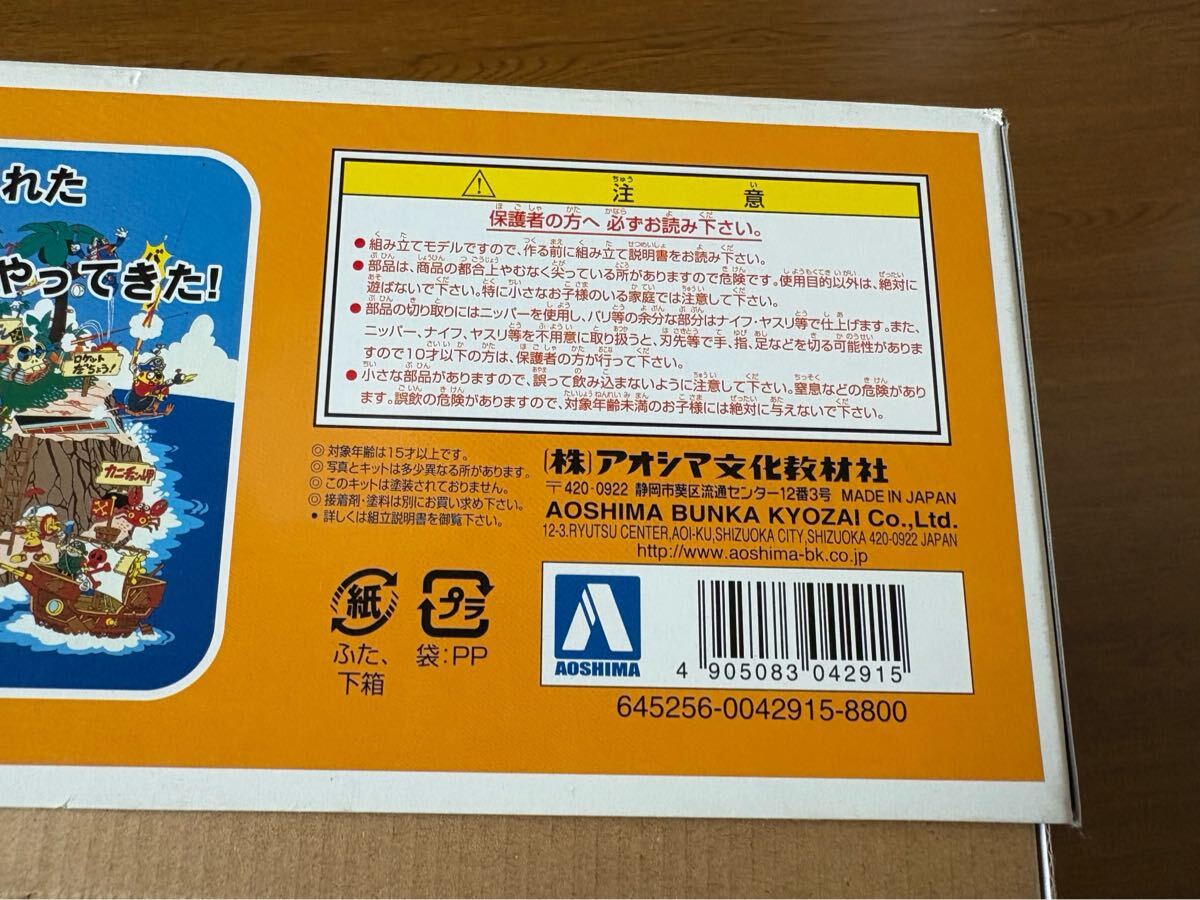 れた
やってきた!
ロケット
だちょう!
カニチャン岬
⚠ 注意
保護者の方へ 必ずお読み下さい。
●組み立てモデルですので、作る前に組み立て説明書をお読み下さい。
●部品は、商品の都合上やむなく尖っている所がありますので危険です。使用目的以外は、絶対に
遊ばないで下さい。特に小さなお子様のいる家庭では注意して下さい。
●部品の切り取りにはニッパーを使用し、バリ等の余分な部分はナイフ・ヤスリ等で仕上げます。また、
ニッパー、ナイフ、ヤスリ等を不用意に取り扱うと、刃先等で手、指、足などを切る可能性がありま
すので10才以下の方は、保護者の方が行って下さい。
●小さな部品がありますので、誤って飲み込まないように注意して下さい。窒息などの危険があり
ます。誤飲の危険がありますので、対象年齢未満のお子様には絶対に与えないで下さい。
◎対象年齢は15才以上です。
◎写真とキットは多少異なる所があります。
◎このキットは塗装されておりません。
◎接着剤・塗料は別にお買い求め下さい。
●詳しくは組立説明書を御覧下さい。
(株)アオシマ文化教材社
〒420-0922 静岡市葵区流通センター12番3号 MADE IN JAPAN
AOSHIMA BUNKA KYOZAI Co.,Ltd.
12-3.RYUTSU CENTER,AOI-KU,SHIZUOKA CITY,SHIZUOKA 420-0922 JAPAN
http://www.aoshima-bk.co.jp
紙
ふた、
下箱
プラ
袋:PP
AOSHIMA
4 905083 042915
645256-0042915-8800